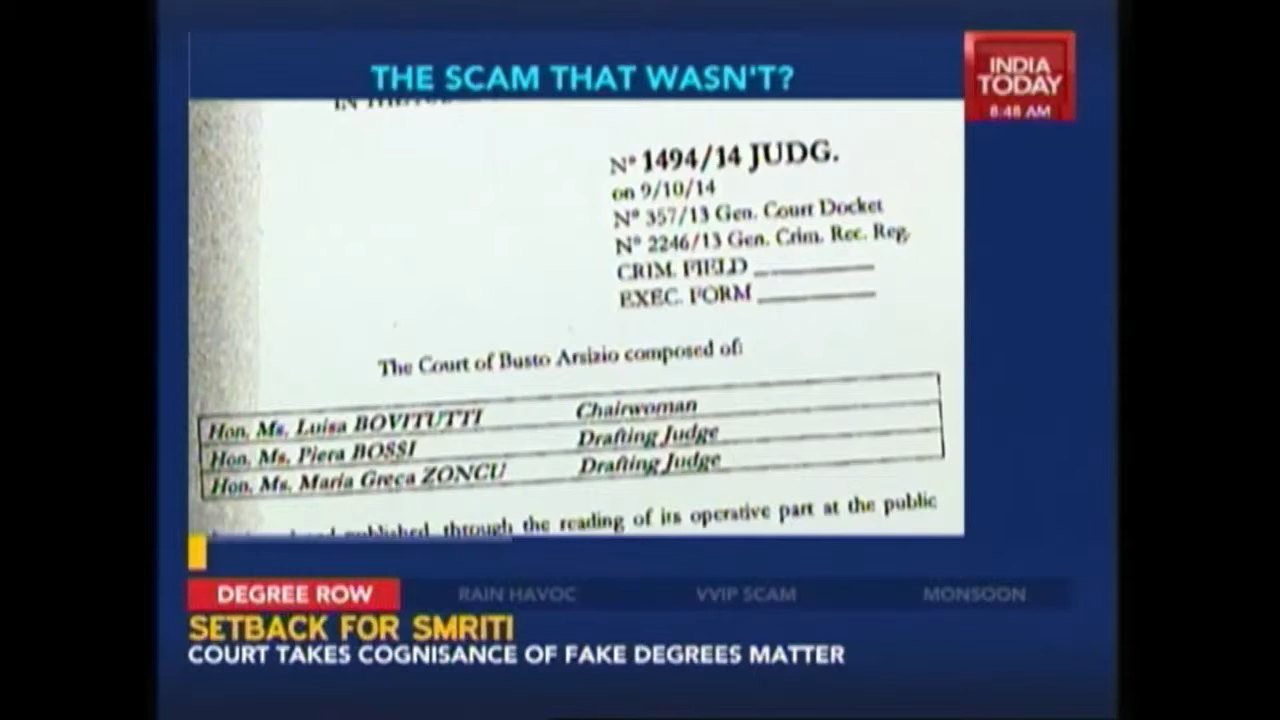 THE SCAM THAT WASN'T?
INDIA
TODAY
8:48 AM
Nº 1494/14 JUDG.
on 9/10/14
Nº 357/13 Gen. Court Docket
Nº 2246/13 Gen. Crim. Rec. Reg.
CRIM. FIELD
EXEC. FORM
The Court of Busto Arsizio composed of:
Hon. Ms. Luisa BOVITUTTI Chairwoman
Hon. Ms. Piera BOSSI Drafting Judge
Hon. Ms. Maria Greca ZONCU Drafting Judge
published, through the reading of its operative part at the public
DEGREE ROW RAIN HAVOC VVIP SCAM MONSOON
SETBACK FOR SMRITI
COURT TAKES COGNISANCE OF FAKE DEGREES MATTER